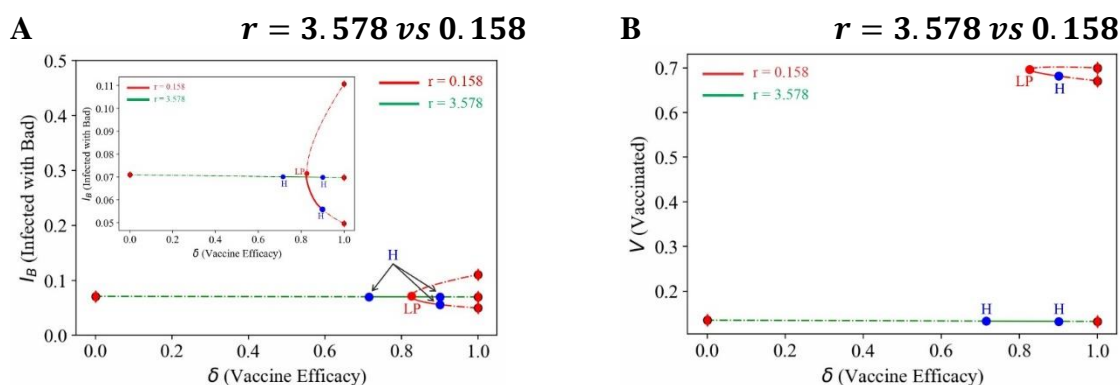 A
r = 3.578 vs 0.158
0.5
0.4
0.3
0.2
0.1
0.0
I_B (Infected with Bad)
r = 0.158
r = 3.578
0.11
0.10
0.09
0.08
0.07
0.06
0.05
I_B (Infected with Bad)
r = 0.158
r = 3.578
LP
H
H
H
0.0 0.2 0.4 0.6 0.8 1.0
δ (Vaccine Efficacy)
H
LP
0.0 0.2 0.4 0.6 0.8 1.0
δ (Vaccine Efficacy)
B
r = 3.578 vs 0.158
0.7
0.6
0.5
0.4
0.3
0.2
V (Vaccinated)
r = 0.158
r = 3.578
LP
H
H
H
0.0 0.2 0.4 0.6 0.8 1.0
δ (Vaccine Efficacy)